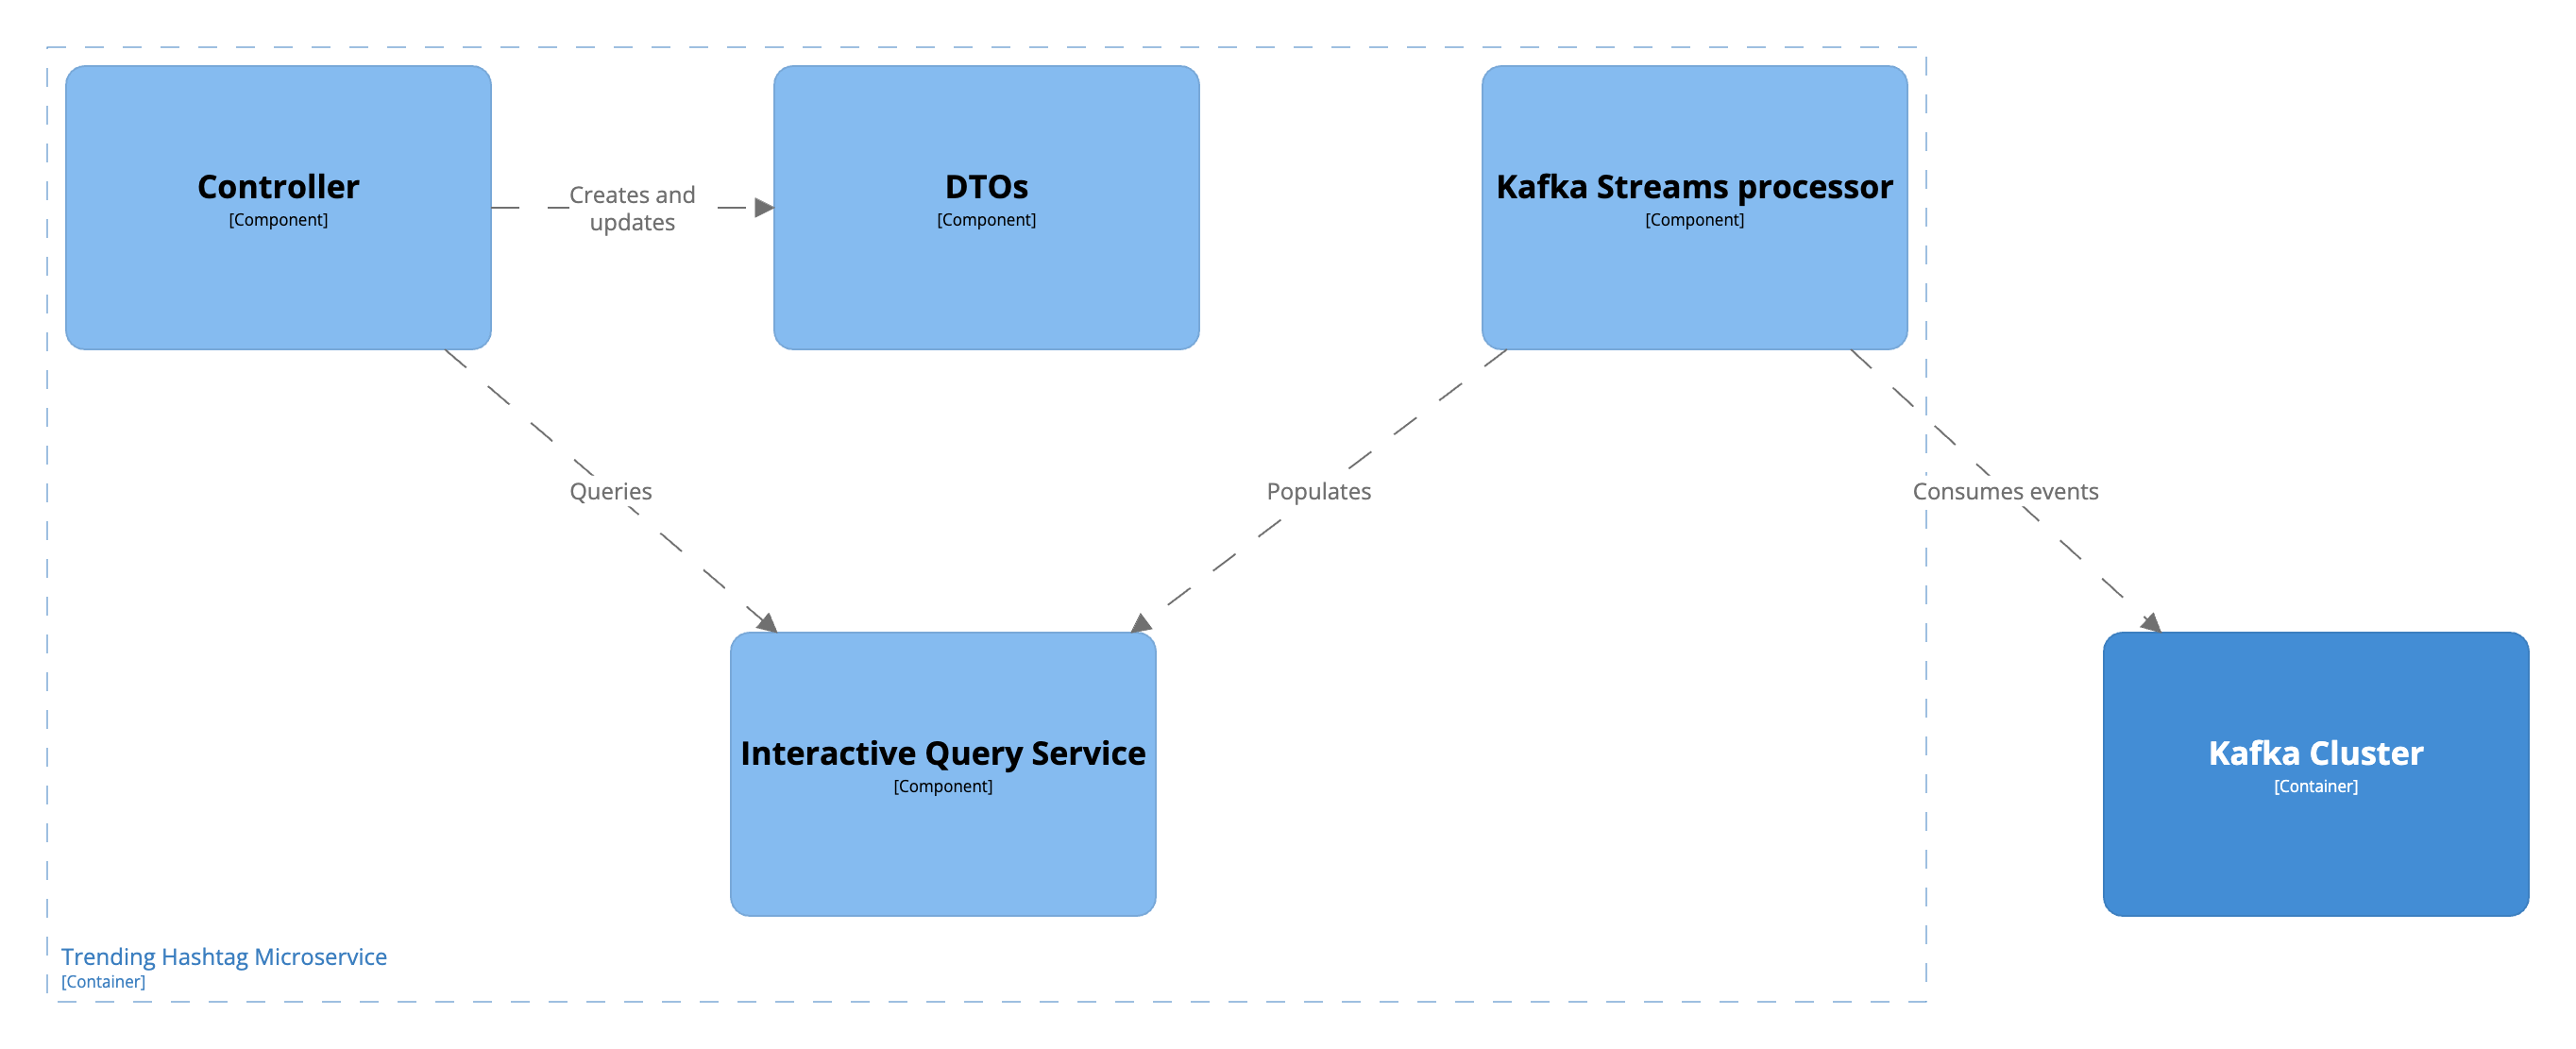 Controller
[Component]
Creates and
updates
DTOs
[Component]
Kafka Streams processor
[Component]
Queries
Populates
Consumes events
Interactive Query Service
[Component]
Kafka Cluster
[Container]
Trending Hashtag Microservice
[Container]